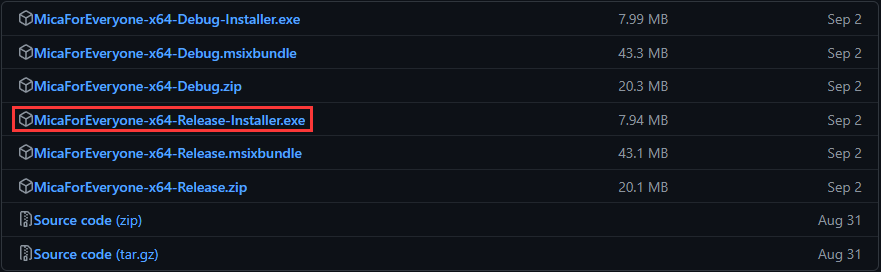 MicaForEveryone-x64-Debug-Installer.exe 7.99 MB Sep 2
MicaForEveryone-x64-Debug.msixbundle 43.3 MB Sep 2
MicaForEveryone-x64-Debug.zip 20.3 MB Sep 2
MicaForEveryone-x64-Release-Installer.exe 7.94 MB Sep 2
MicaForEveryone-x64-Release.msixbundle 43.1 MB Sep 2
MicaForEveryone-x64-Release.zip 20.1 MB Sep 2
Source code (zip) Aug 31
Source code (tar.gz) Aug 31